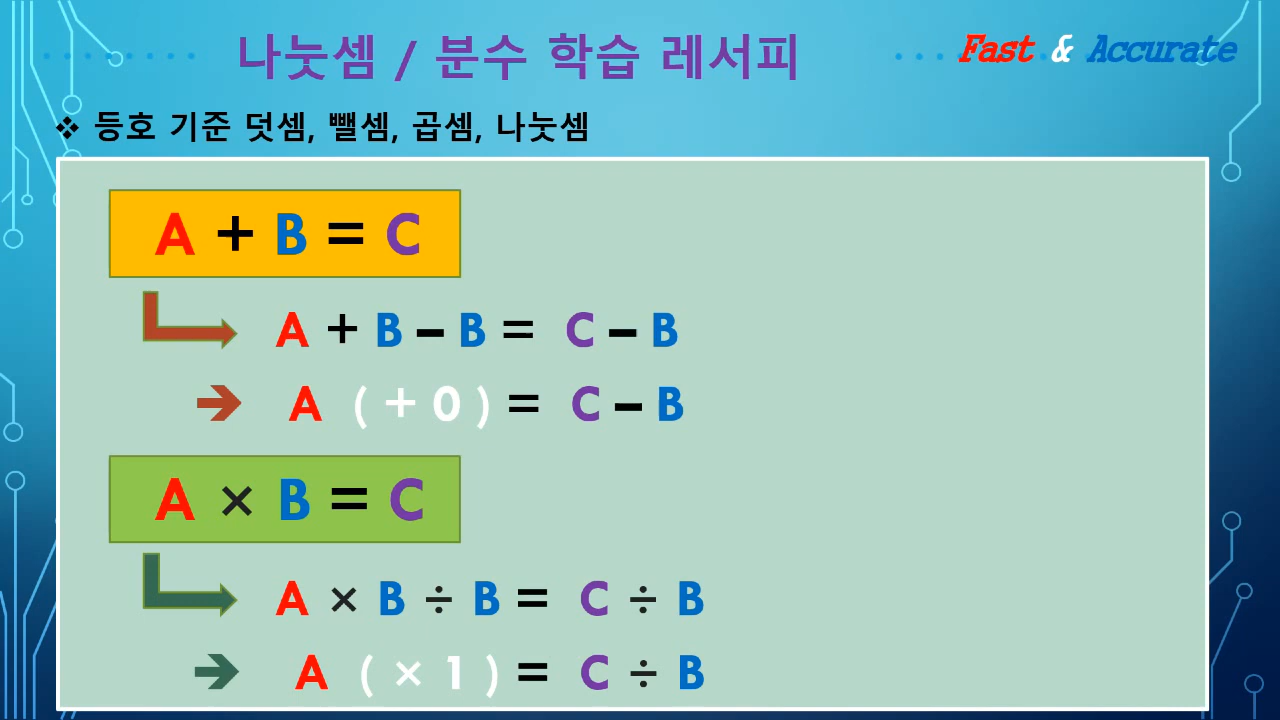 나눗셈 / 분수 학습 레서피
Fast & Accurate
❖ 등호 기준 덧셈, 뺄셈, 곱셈, 나눗셈
A + B = C
A + B – B = C – B
➔ A ( + 0 ) = C – B
A × B = C
A × B ÷ B = C ÷ B
➔ A ( × 1 ) = C ÷ B